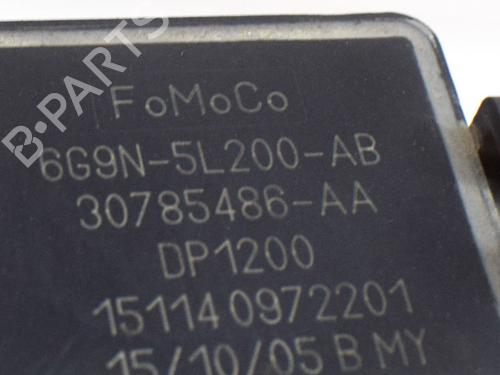 FoMoCo
6G9N-5L200-AB
30785486-AA
DP1200
151140972201
15/10/05 B MY
B-PARTS